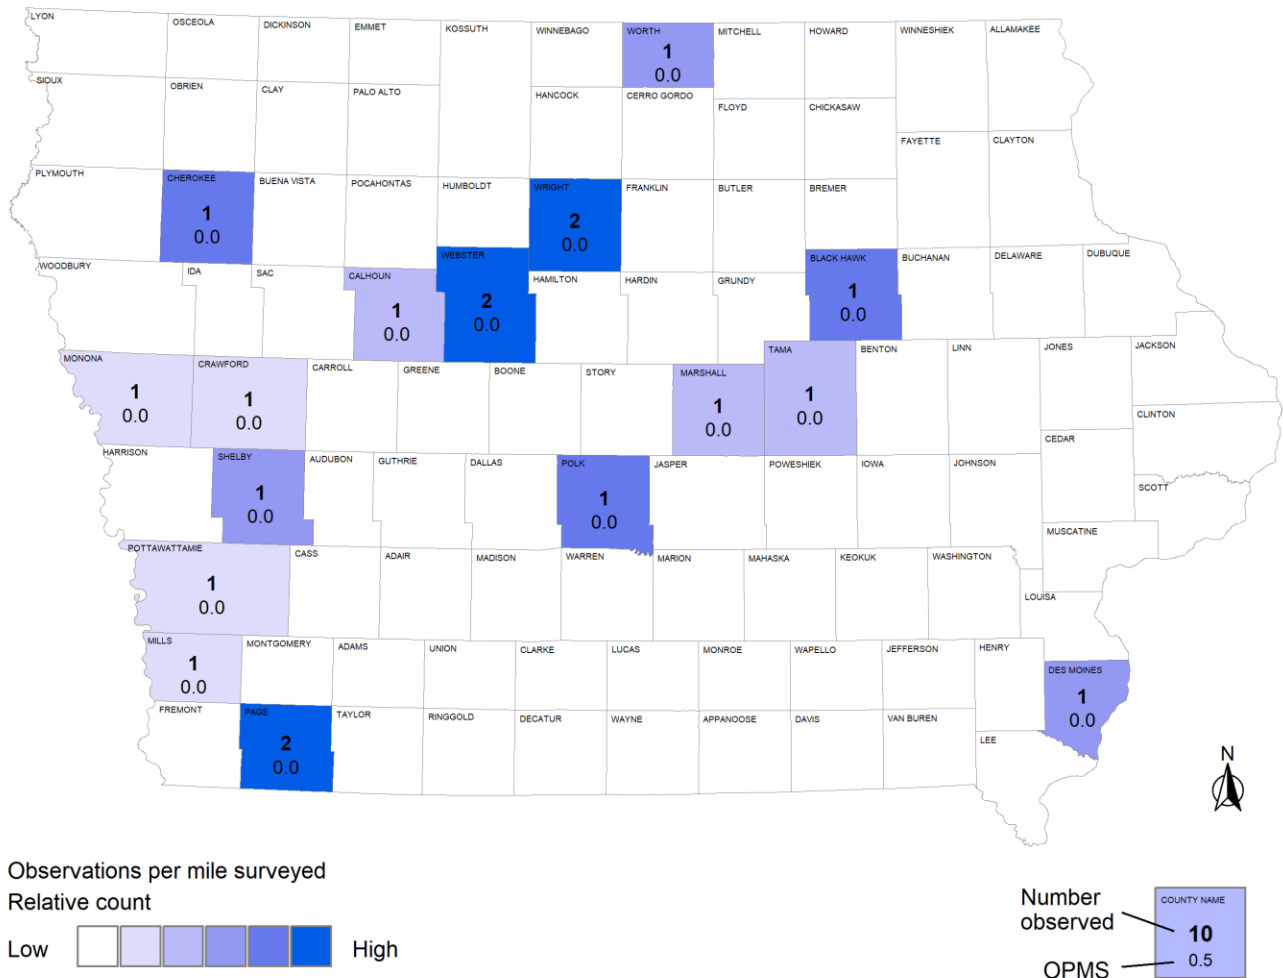 LYON
OSCEOLA
DICKINSON
EMMET
KOSSUTH
WINNEBAGO
WORTH
1
0.0
MITCHELL
HOWARD
WINNESHIEK
ALLAMAKEE
SIOUX
OBRIEN
CLAY
PALO ALTO
HANCOCK
CERRO GORDO
FLOYD
CHICKASAW
FAYETTE
CLAYTON
PLYMOUTH
CHEROKEE
1
0.0
BUENA VISTA
POCAHONTAS
HUMBOLDT
WRIGHT
2
0.0
FRANKLIN
BUTLER
BREMER
WOODBURY
IDA
SAC
CALHOUN
1
0.0
WEBSTER
2
0.0
HAMILTON
HARDIN
GRUNDY
BLACK HAWK
1
0.0
BUCHANAN
DELAWARE
DUBUQUE
MONONA
1
0.0
CRAWFORD
1
0.0
CARROLL
GREENE
BOONE
STORY
MARSHALL
1
0.0
TAMA
1
0.0
BENTON
LINN
JONES
JACKSON
CLINTON
HARRISON
SHELBY
1
0.0
AUDUBON
GUTHRIE
DALLAS
POLK
1
0.0
JASPER
POWESHIEK
IOWA
JOHNSON
CEDAR
SCOTT
MUSCATINE
POTTAWATTAMIE
1
0.0
CASS
ADAIR
MADISON
WARREN
MARION
MAHASKA
KEOKUK
WASHINGTON
LOUISA
MILLS
1
0.0
MONTGOMERY
ADAMS
UNION
CLARKE
LUCAS
MONROE
WAPELLO
JEFFERSON
HENRY
DES MOINES
1
0.0
FREMONT
PAGE
2
0.0
TAYLOR
RINGGOLD
DECATUR
WAYNE
APPANOOSE
DAVIS
VAN BUREN
LEE
N
Observations per mile surveyed
Relative count
Low
High
Number
observed
OPMS
COUNTY NAME
10
0.5